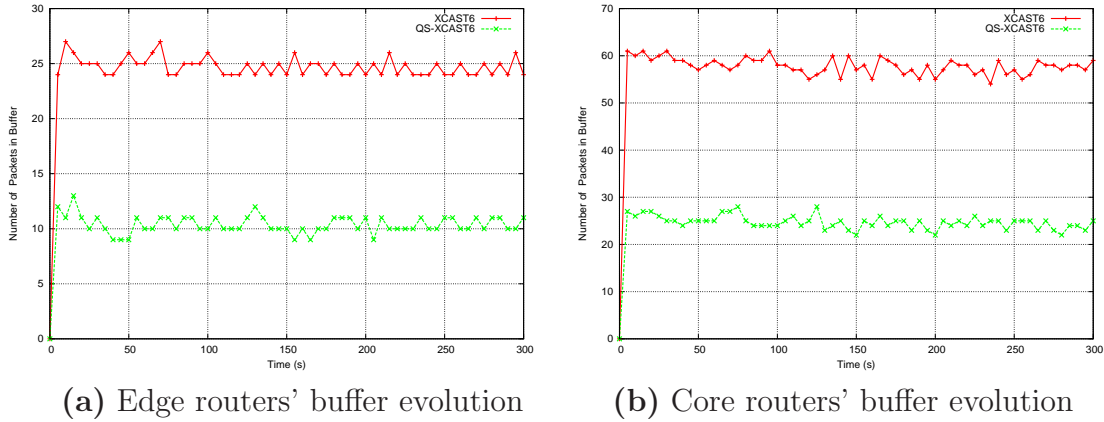 30
25
20
15
10
5
0
0
50
100
150
200
250
300
Number of Packets in Buffer
Time (s)
XCAST6
QS-XCAST6
(a) Edge routers' buffer evolution
70
60
50
40
30
20
10
0
0
50
100
150
200
250
300
Number of Packets in Buffer
Time (s)
XCAST6
QS-XCAST6
(b) Core routers' buffer evolution